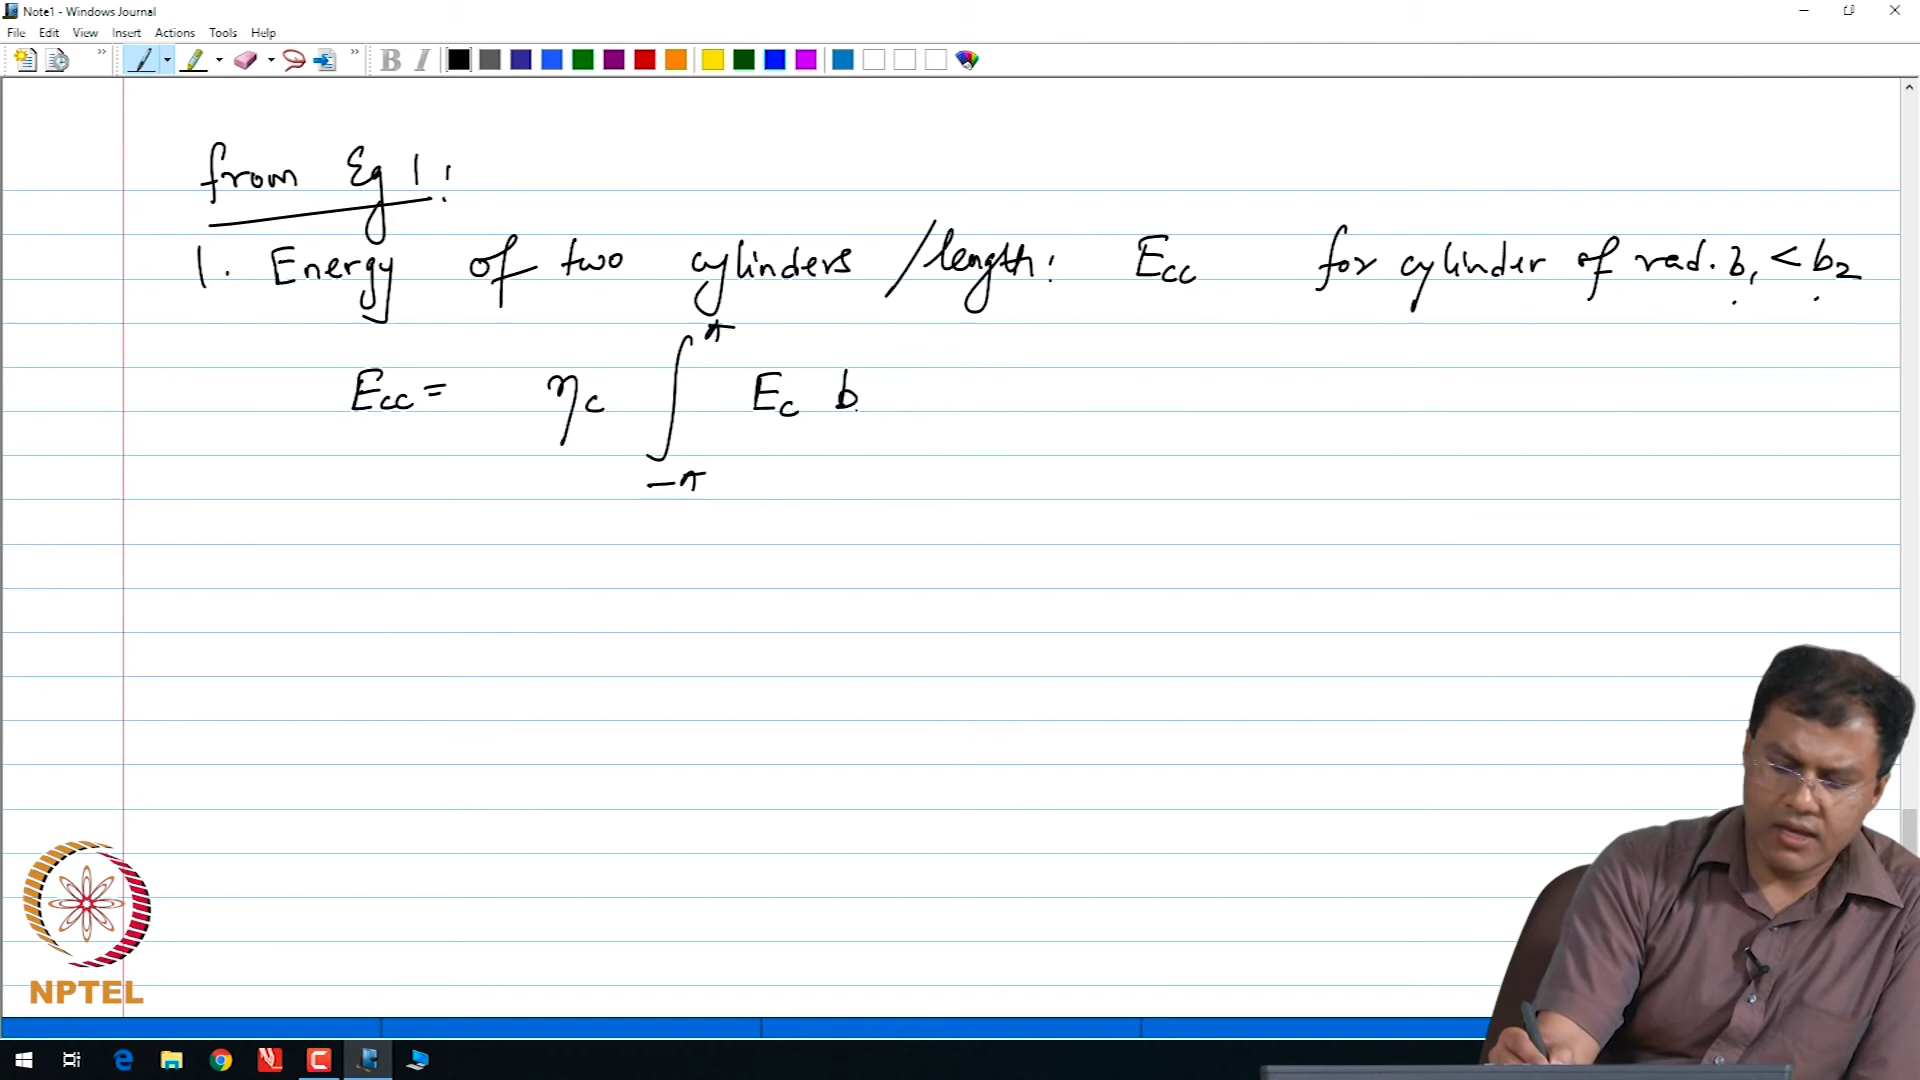 Note1 - Windows Journal
File Edit View Insert Actions Tools Help
B I
from Eq 1:
1. Energy of two cylinders /length: Ecc for cylinder of rad. b₁ < b₂
Ecc = ηc ∫ Ec b
π
-π
NPTEL